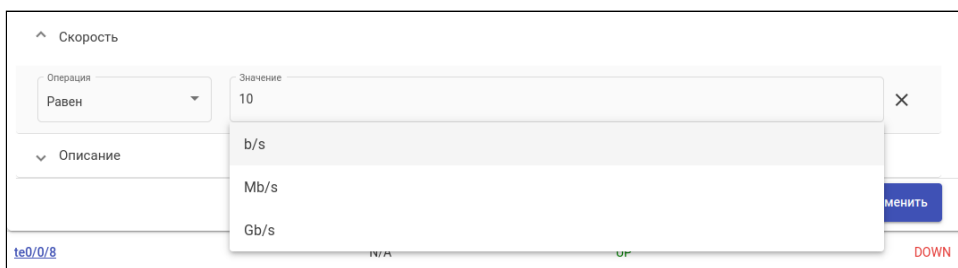 Скорость
Операция
Равен
Значение
10
b/s
Описание
Mb/s
менить
Gb/s
te0/0/8 N/A UP DOWN